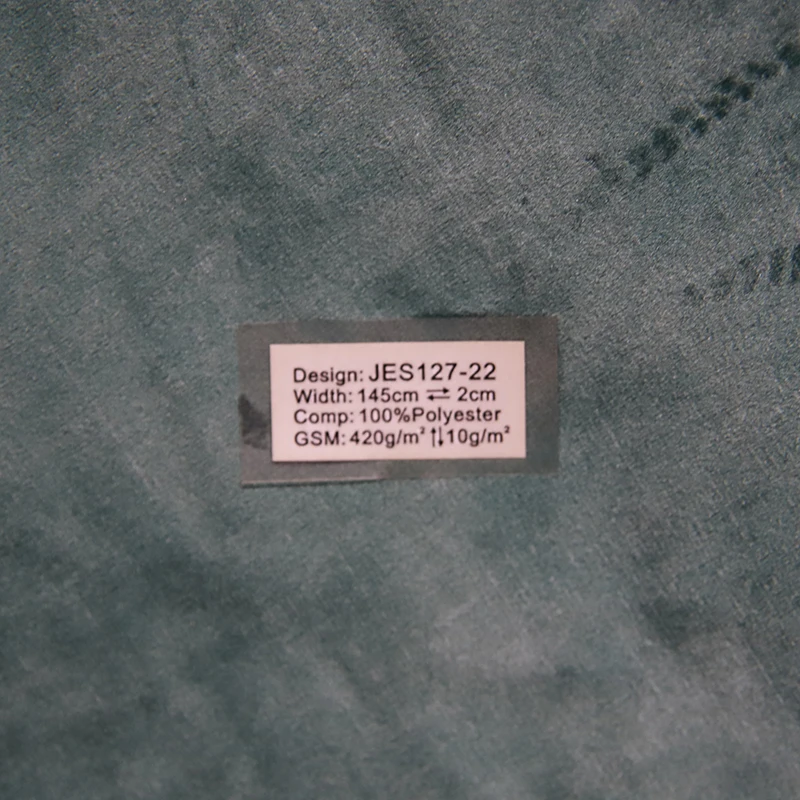 Design: JES127-22
Width: 145cm ⇄ 2cm
Comp: 100%Polyester
GSM: 420g/m² ↑↓10g/m²